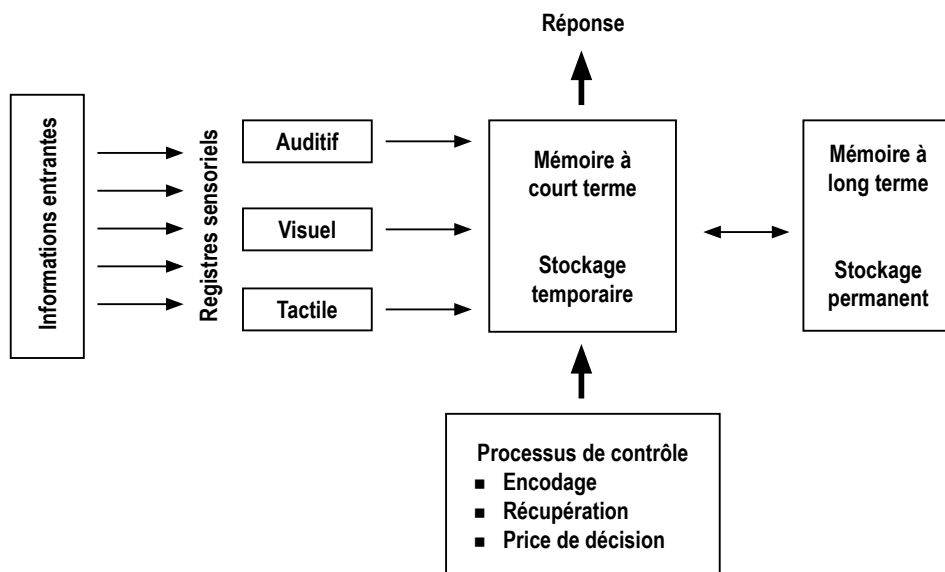 Réponse
Informations entrantes
Registres sensoriels
Auditif
Visuel
Tactile
Mémoire à
court terme
Stockage
temporaire
Mémoire à
long terme
Stockage
permanent
Processus de contrôle
■ Encodage
■ Récupération
■ Price de décision